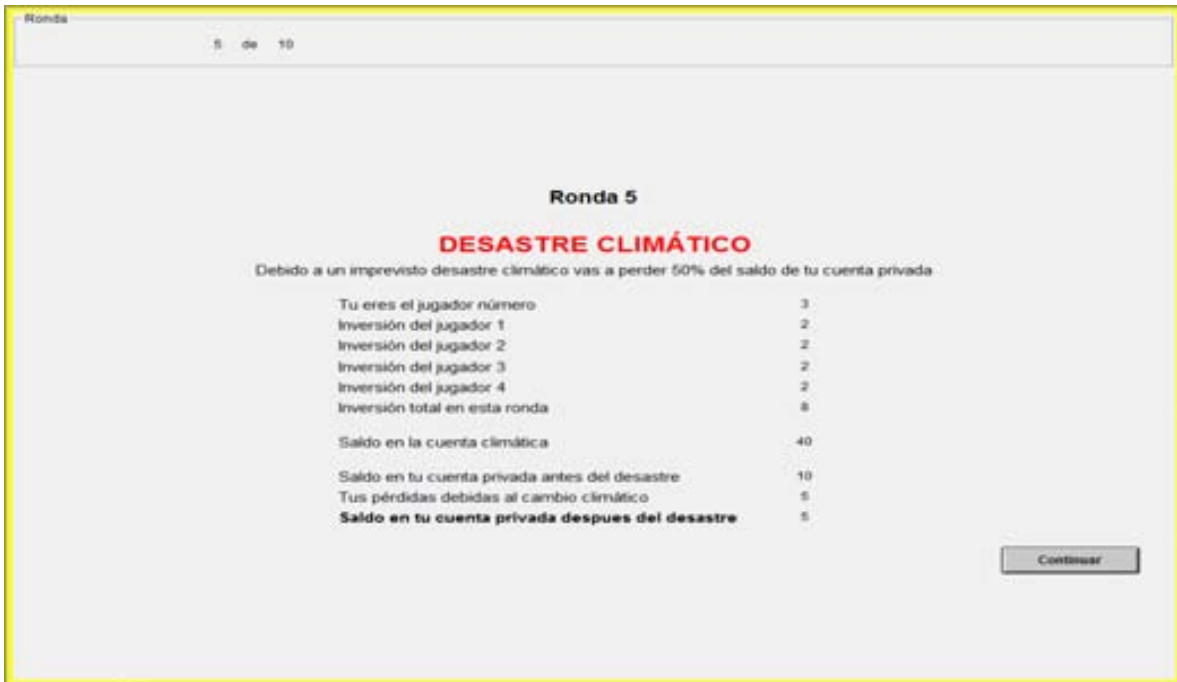 Ronda
5 de 10
Ronda 5
DESASTRE CLIMÁTICO
Debido a un imprevisto desastre climático vas a perder 50% del saldo de tu cuenta privada
Tu eres el jugador número 3
Inversión del jugador 1 2
Inversión del jugador 2 2
Inversión del jugador 3 2
Inversión del jugador 4 2
Inversión total en esta ronda 8
Saldo en la cuenta climática 40
Saldo en tu cuenta privada antes del desastre 10
Tus pérdidas debidas al cambio climático 5
Saldo en tu cuenta privada despues del desastre 5
Continuar